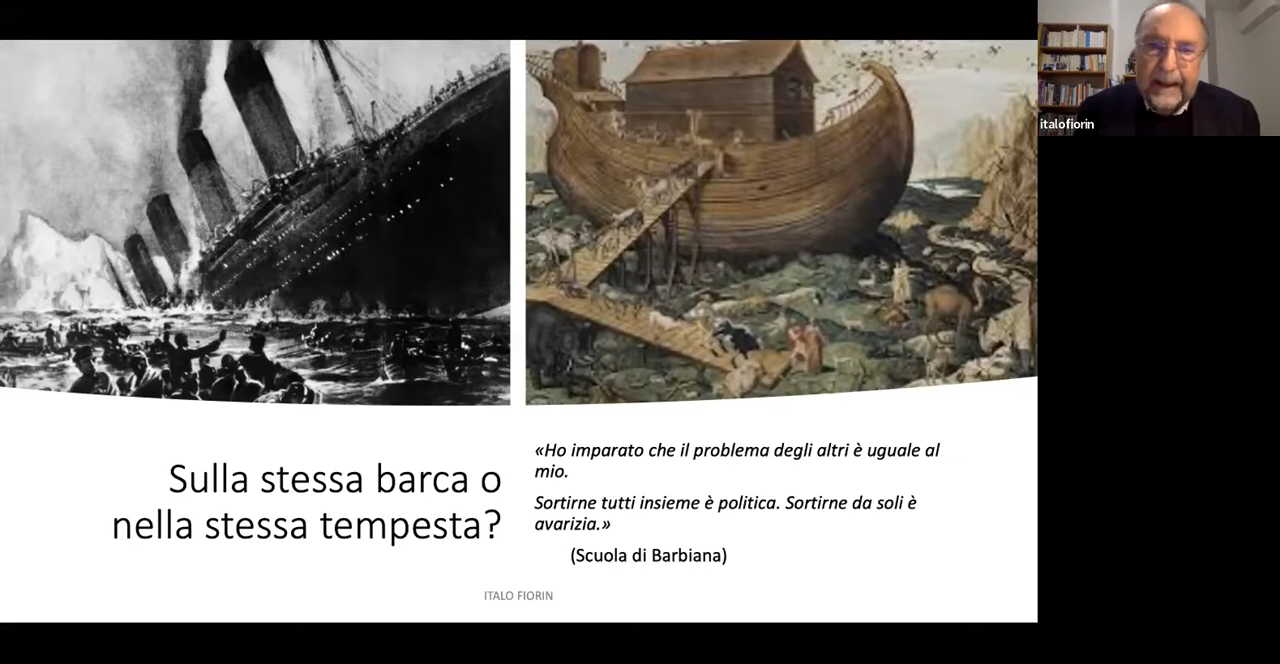 italofiorin
Sulla stessa barca o
nella stessa tempesta?
«Ho imparato che il problema degli altri è uguale al
mio.
Sortirne tutti insieme è politica. Sortirne da soli è
avarizia.»
(Scuola di Barbiana)
ITALO FIORIN